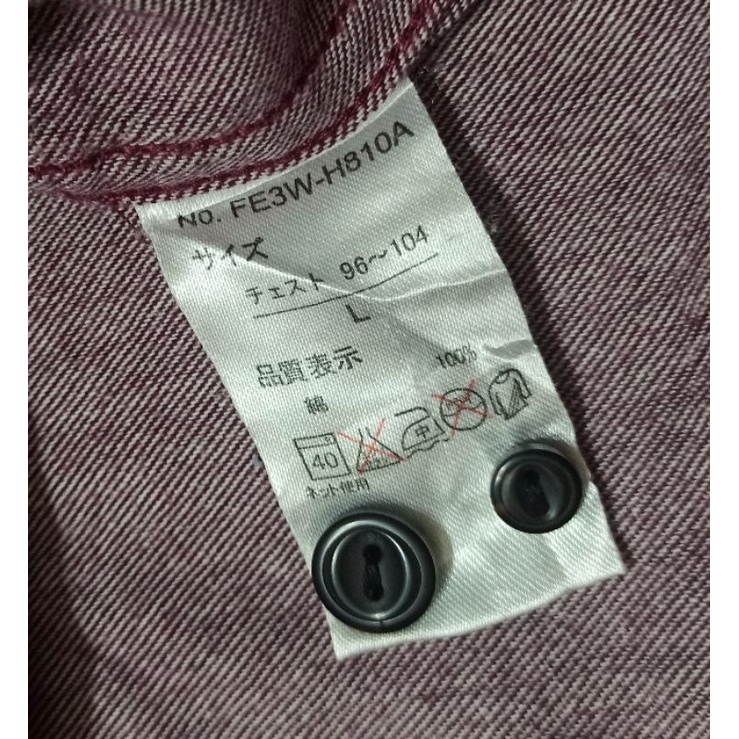 No. FE3W-H810A
サイズ
チェスト 96～104
L
品質表示
綿 100%
40 中
ネット使用